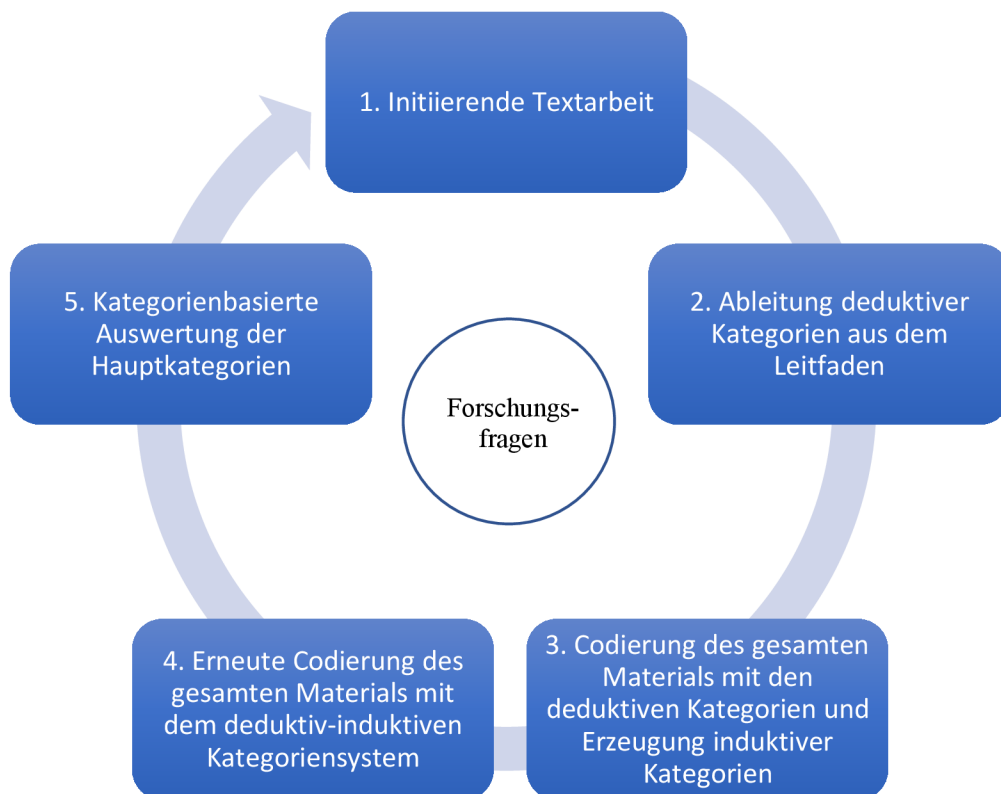 1. Initiierende Textarbeit
2. Ableitung deduktiver
Kategorien aus dem
Leitfaden
3. Codierung des gesamten
Materials mit den
deduktiven Kategorien und
Erzeugung induktiver
Kategorien
4. Erneute Codierung des
gesamten Materials mit
dem deduktiv-induktiven
Kategoriensystem
5. Kategorienbasierte
Auswertung der
Hauptkategorien
Forschungs-
fragen